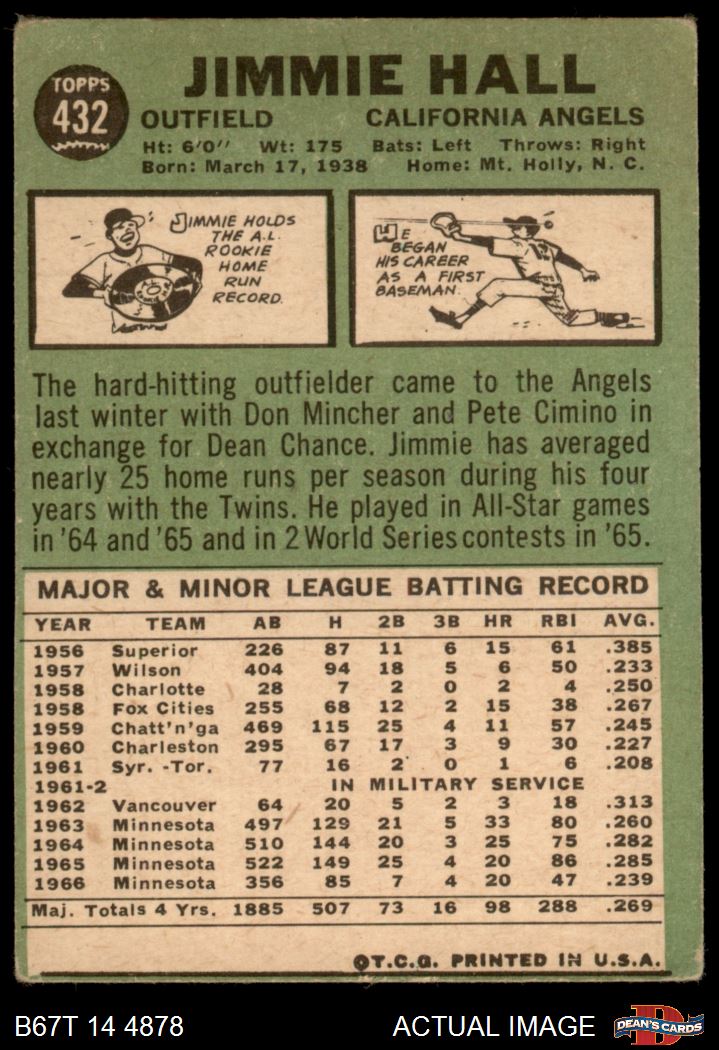 TOPPS
432
JIMMIE HALL
OUTFIELD CALIFORNIA ANGELS
Ht: 6'0" Wt: 175 Bats: Left Throws: Right
Born: March 17, 1938 Home: Mt. Holly, N. C.
JIMMIE HOLDS
THE A.L.
ROOKIE
HOME
RUN
RECORD.
HE
BEGAN
HIS CAREER
AS A FIRST
BASEMAN.
The hard-hitting outfielder came to the Angels
last winter with Don Mincher and Pete Cimino in
exchange for Dean Chance. Jimmie has averaged
nearly 25 home runs per season during his four
years with the Twins. He played in All-Star games
in '64 and '65 and in 2 World Series contests in '65.
MAJOR & MINOR LEAGUE BATTING RECORD
YEAR TEAM AB H 2B 3B HR RBI AVG.
1956 Superior 226 87 11 6 15 61 .385
1957 Wilson 404 94 18 5 6 50 .233
1958 Charlotte 28 7 2 0 2 4 .250
1958 Fox Cities 255 68 12 2 15 38 .267
1959 Chatt'n'ga 469 115 25 4 11 57 .245
1960 Charleston 295 67 17 3 9 30 .227
1961 Syr. -Tor. 77 16 2 0 1 6 .208
1961-2 IN MILITARY SERVICE
1962 Vancouver 64 20 5 2 3 18 .313
1963 Minnesota 497 129 21 5 33 80 .260
1964 Minnesota 510 144 20 3 25 75 .282
1965 Minnesota 522 149 25 4 20 86 .285
1966 Minnesota 356 85 7 4 20 47 .239
Maj. Totals 4 Yrs. 1885 507 73 16 98 288 .269
©T.C.G. PRINTED IN U.S.A.
B67T 14 4878 ACTUAL IMAGE
D
DEAN'S CARDS